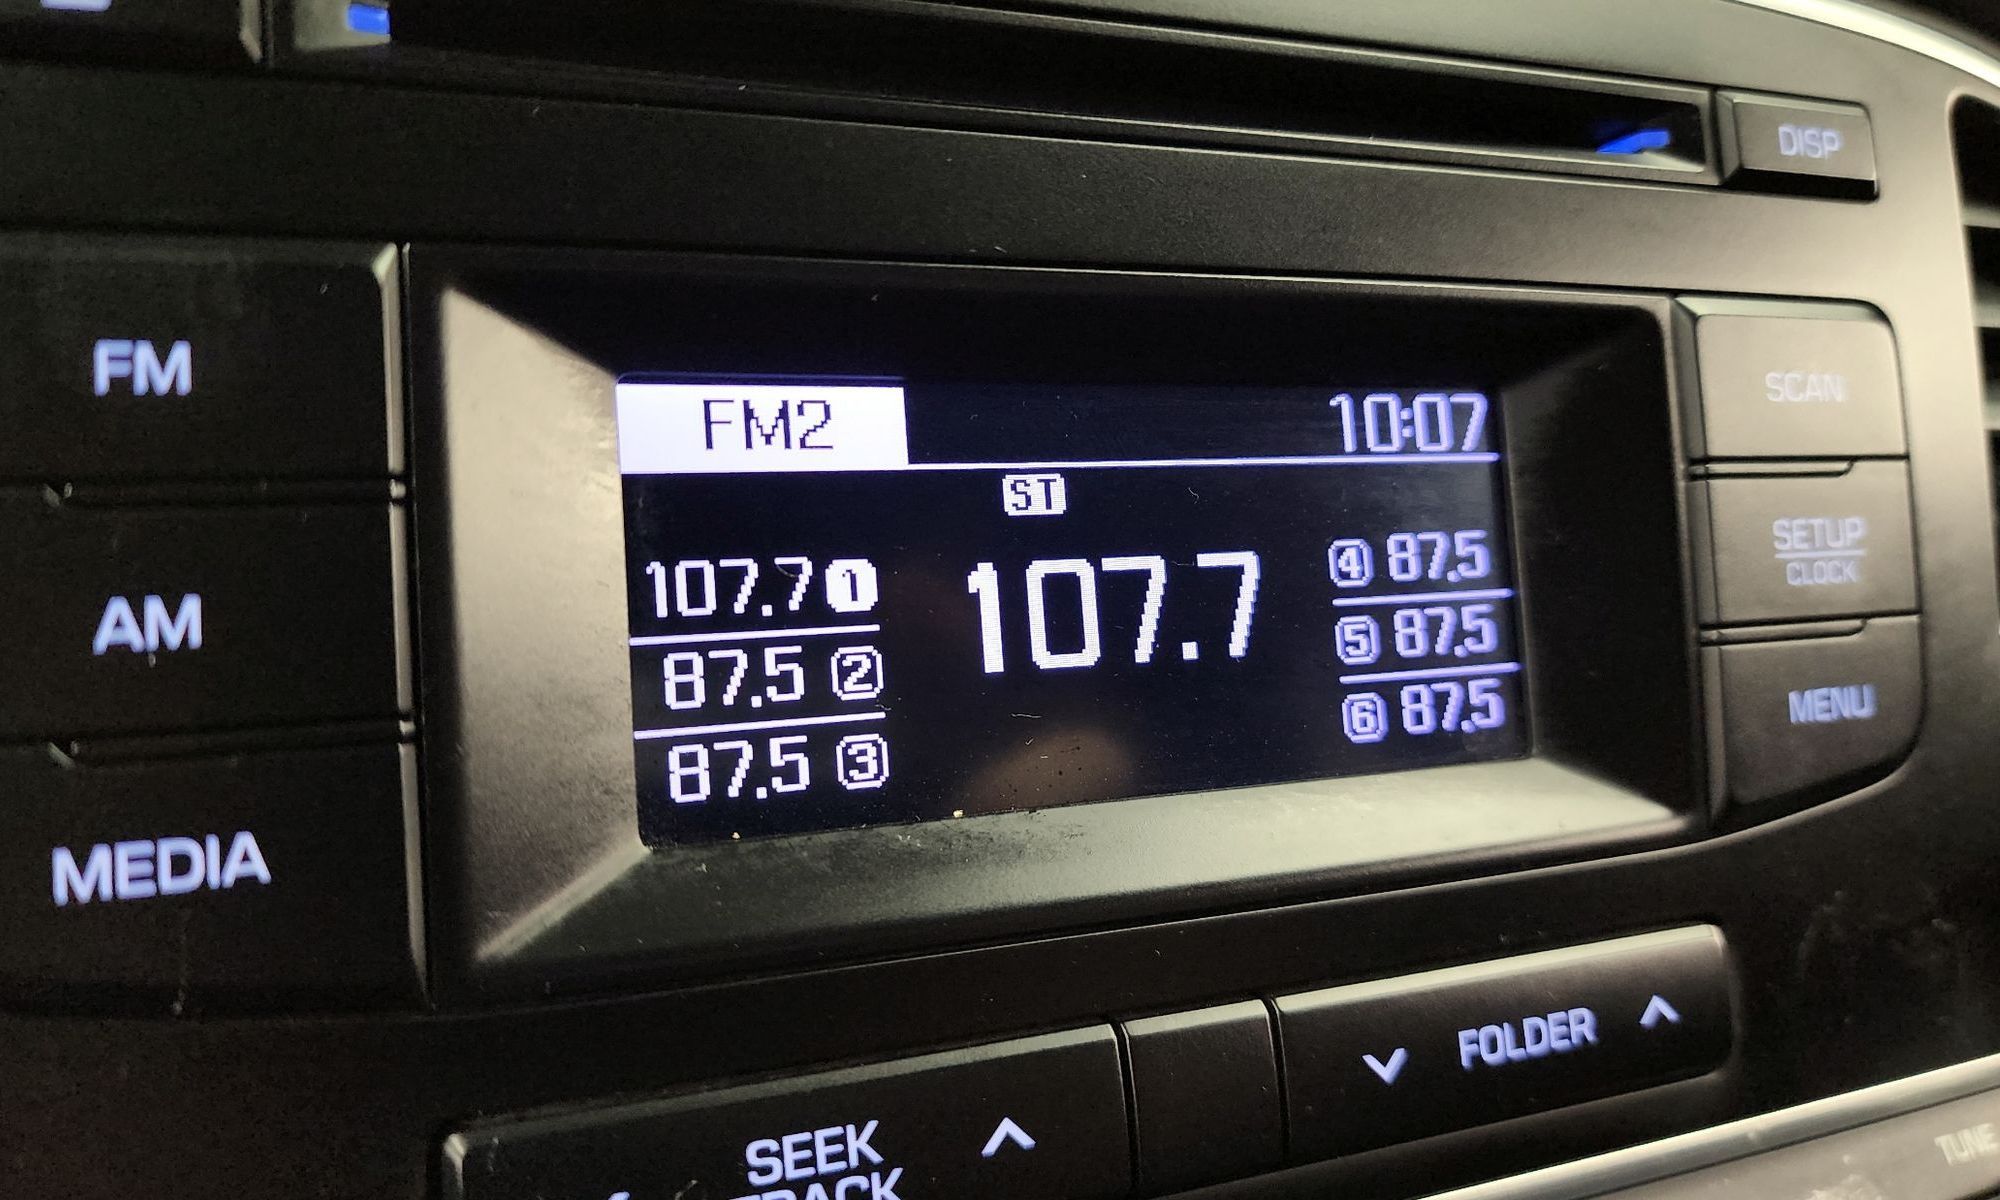 DISP
FM
AM
MEDIA
FM2 10:07
ST
107.7 1
87.5 2
87.5 3
107.7
4 87.5
5 87.5
6 87.5
SCAN
SETUP
CLOCK
MENU
FOLDER
SEEK
TRACK
TUNE